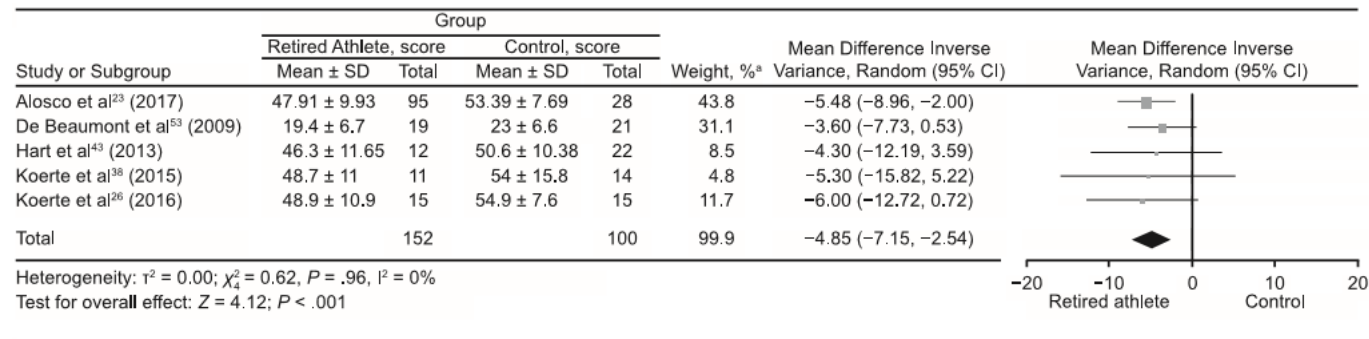 Group
Retired Athlete, score Control, score Mean Difference Inverse Mean Difference Inverse
Study or Subgroup Mean ± SD Total Mean ± SD Total Weight, %ᵃ Variance, Random (95% CI) Variance, Random (95% CI)
Alosco et al²³ (2017) 47.91 ± 9.93 95 53.39 ± 7.69 28 43.8 −5.48 (−8.96, −2.00)
De Beaumont et al⁵³ (2009) 19.4 ± 6.7 19 23 ± 6.6 21 31.1 −3.60 (−7.73, 0.53)
Hart et al⁴³ (2013) 46.3 ± 11.65 12 50.6 ± 10.38 22 8.5 −4.30 (−12.19, 3.59)
Koerte et al³⁸ (2015) 48.7 ± 11 11 54 ± 15.8 14 4.8 −5.30 (−15.82, 5.22)
Koerte et al²⁶ (2016) 48.9 ± 10.9 15 54.9 ± 7.6 15 11.7 −6.00 (−12.72, 0.72)
Total 152 100 99.9 −4.85 (−7.15, −2.54)
Heterogeneity: τ² = 0.00; χ²₄ = 0.62, P = .96, I² = 0%
Test for overall effect: Z = 4.12; P < .001
−20 −10 0 10 20
Retired athlete Control